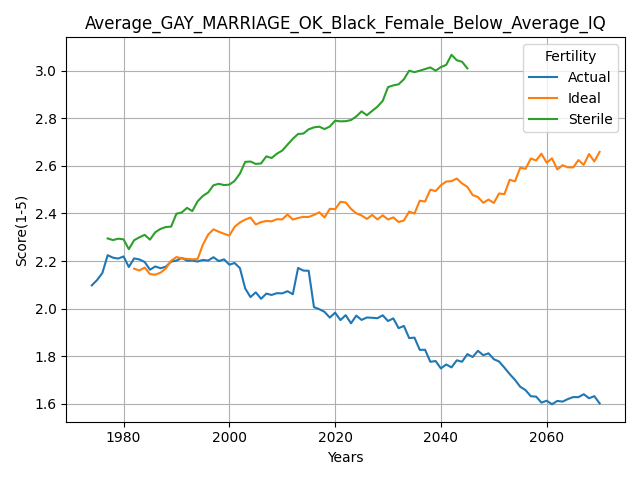 Average_GAY_MARRIAGE_OK_Black_Female_Below_Average_IQ
Fertility
Actual
Ideal
Sterile
Score(1-5)
3.0
2.8
2.6
2.4
2.2
2.0
1.8
1.6
1980
2000
2020
2040
2060
Years